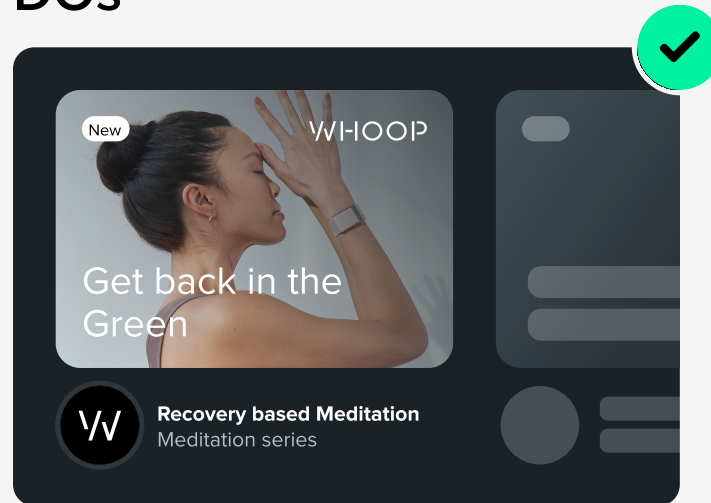 DOs
New
WHOOP
Get back in the
Green
W
Recovery based Meditation
Meditation series